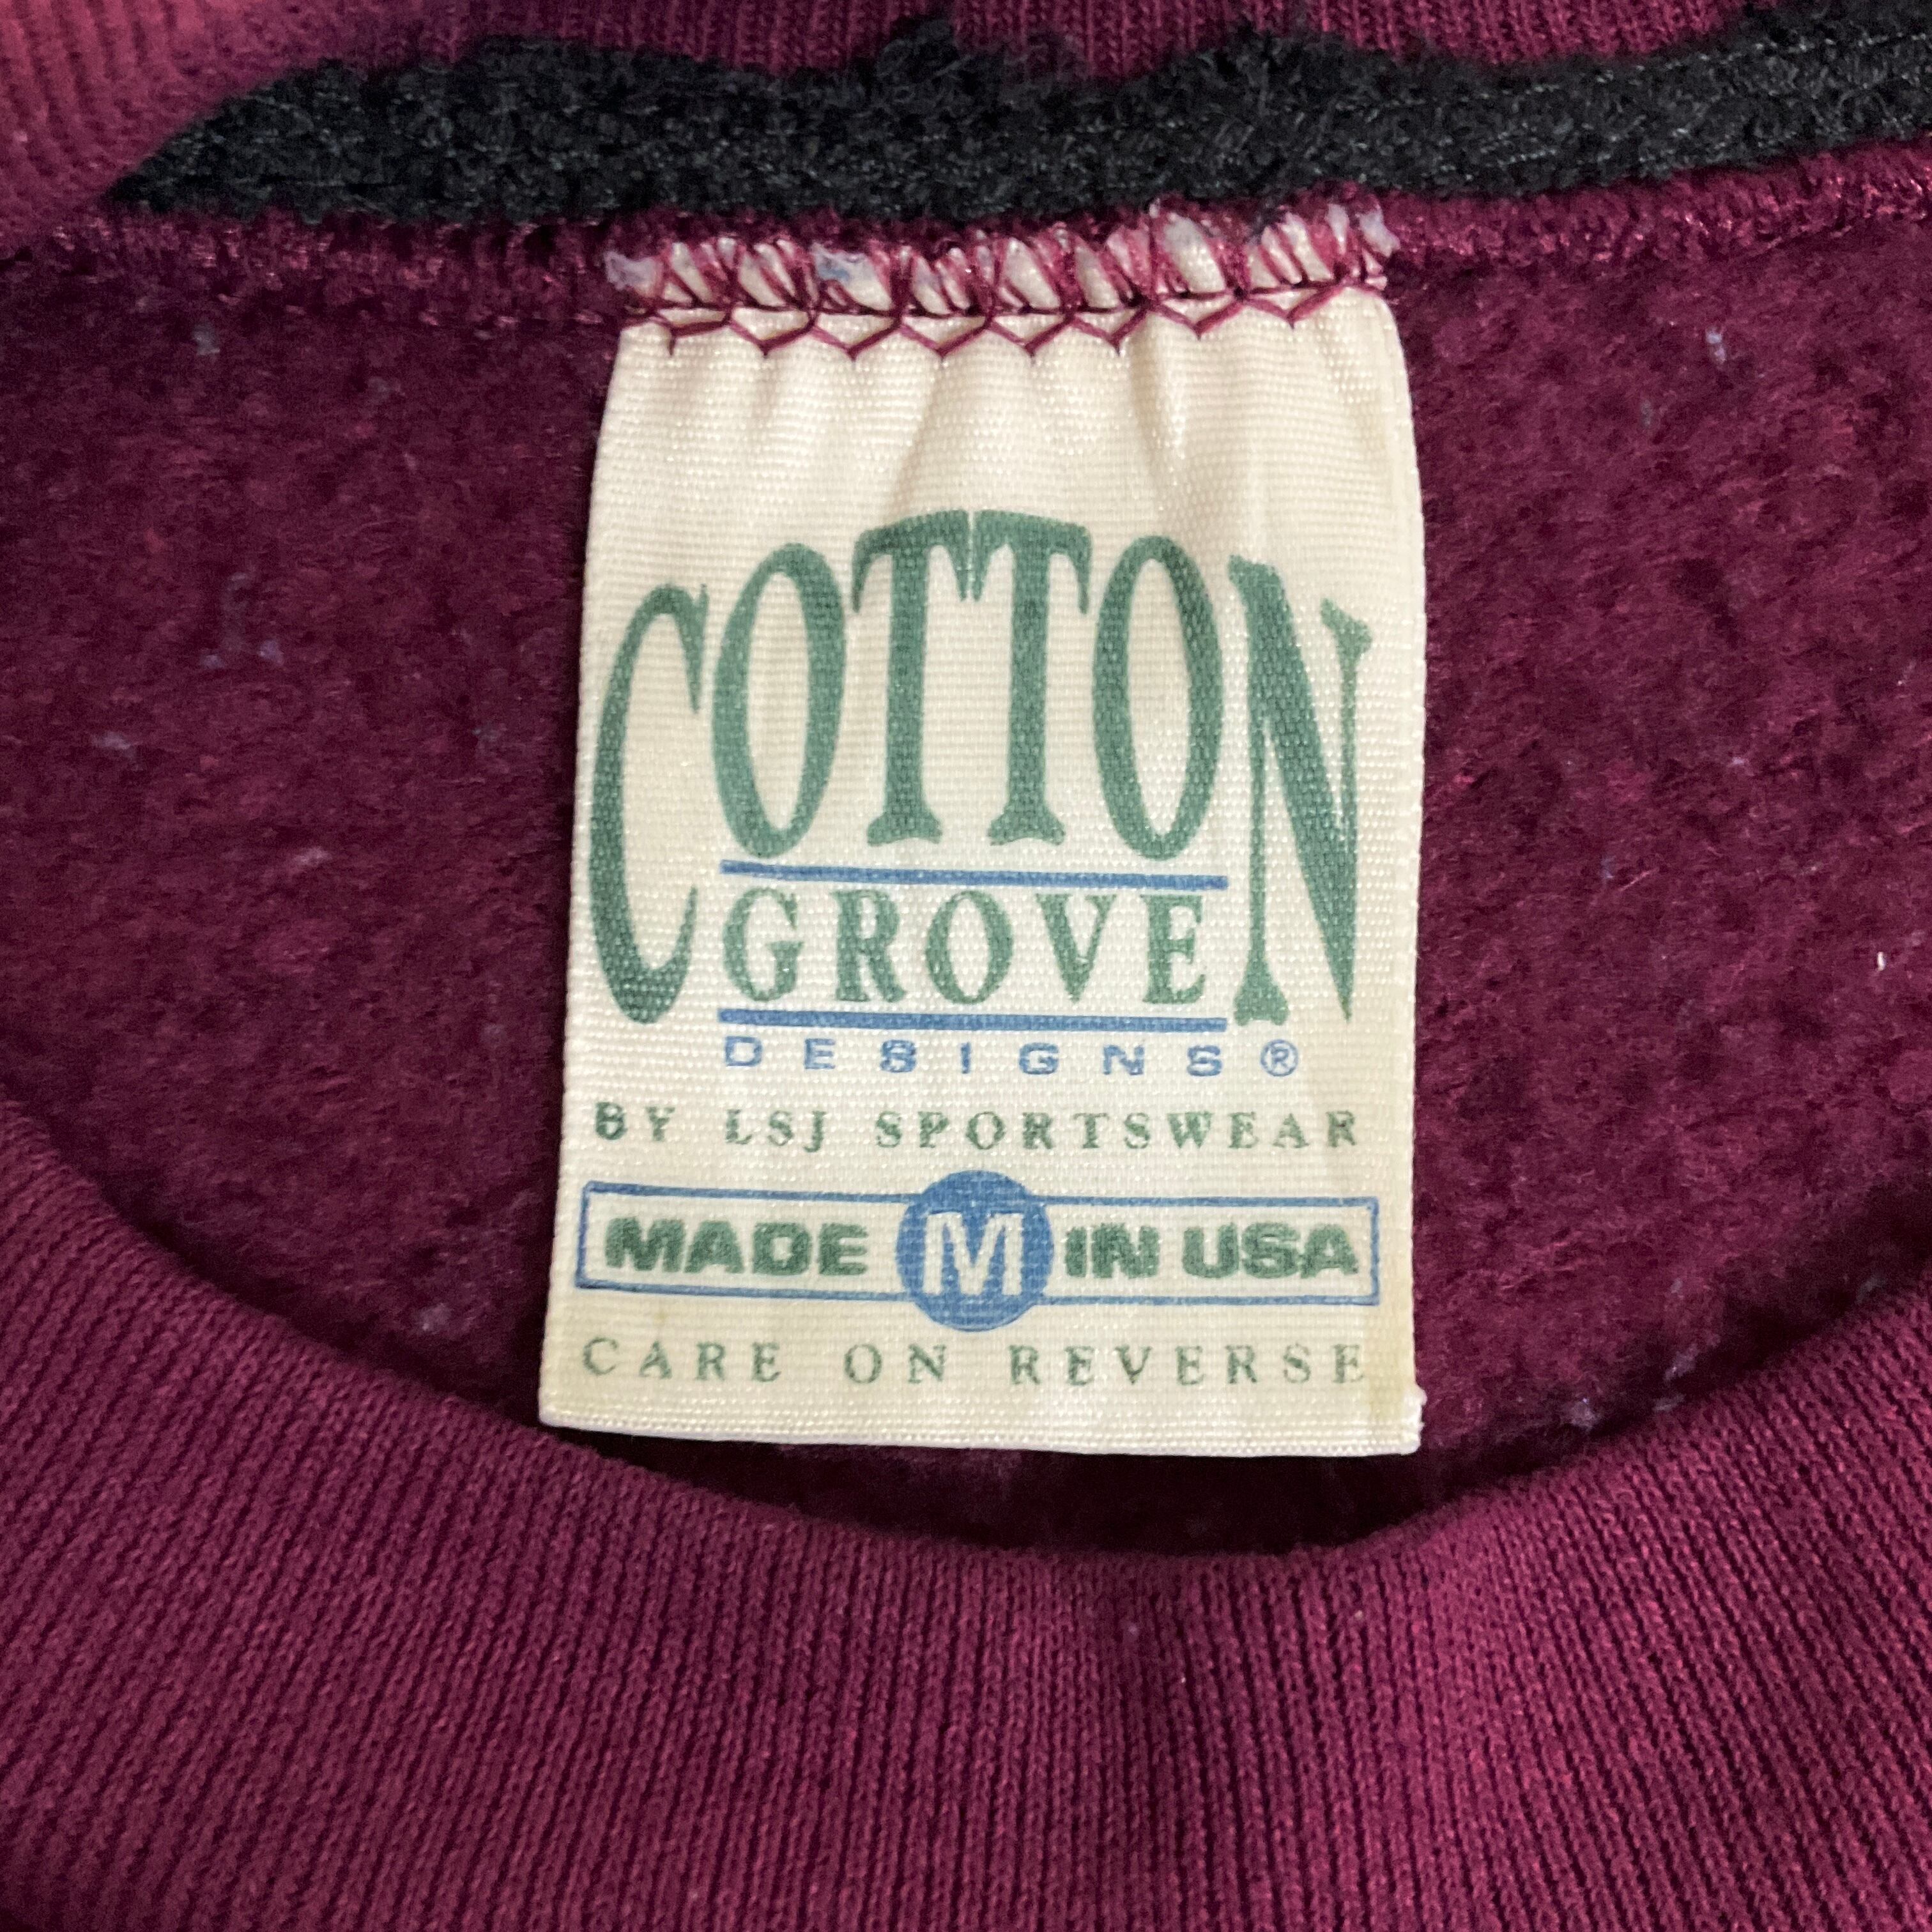 COTTON
GROVE
DESIGNS®
BY LSJ SPORTSWEAR
MADE M IN USA
CARE ON REVERSE